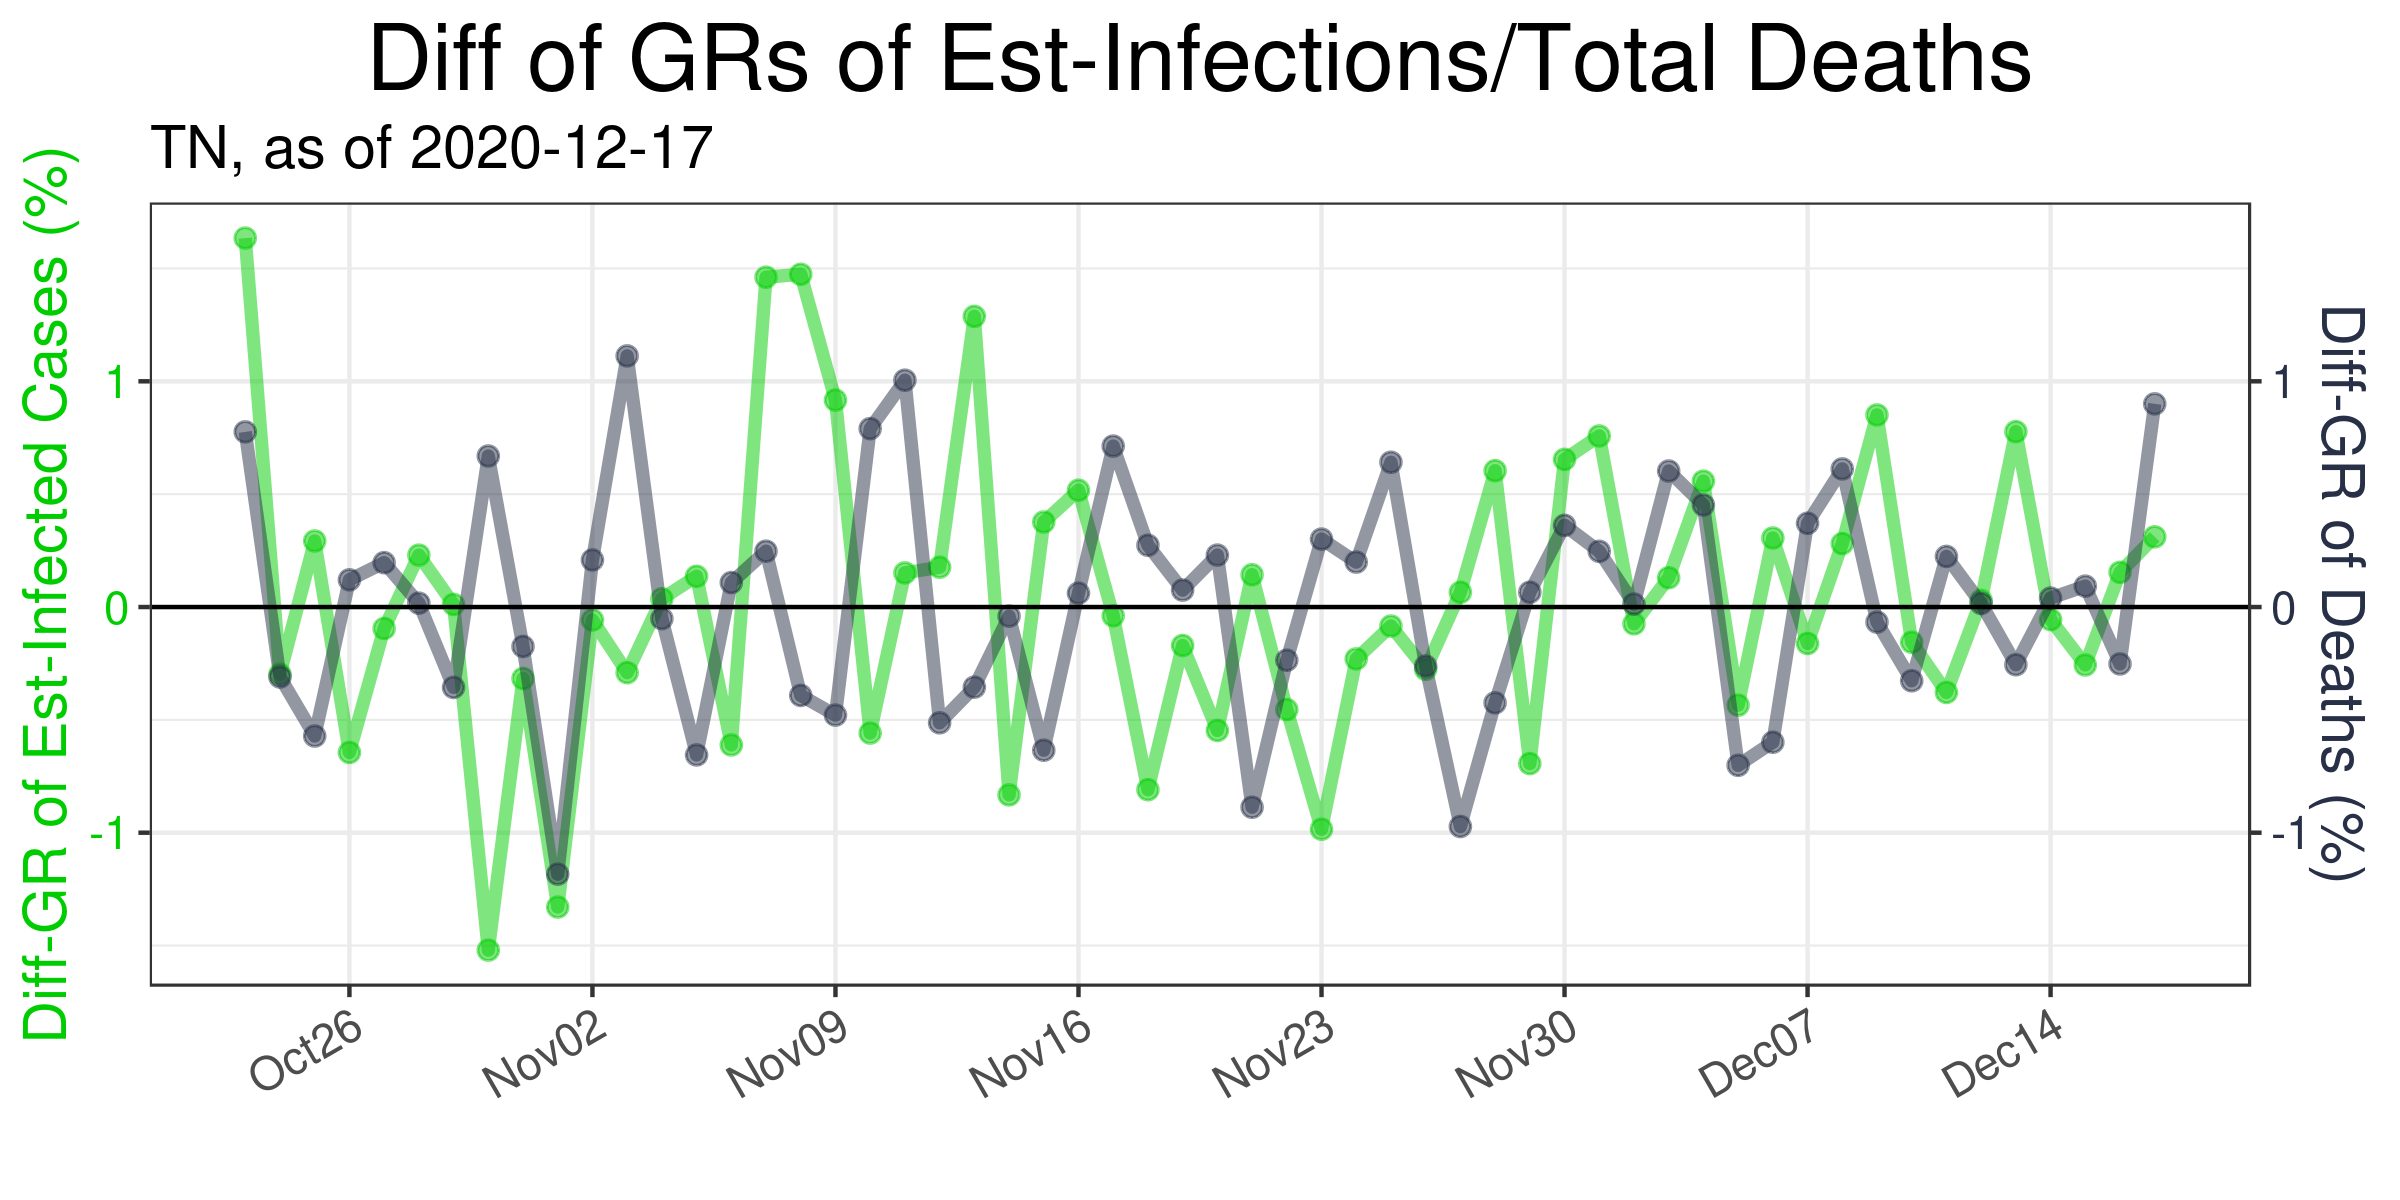 Diff of GRs of Est-Infections/Total Deaths
TN, as of 2020-12-17
Diff-GR of Est-Infected Cases (%)
1
0
-1
1
0
-1
Diff-GR of Deaths (%)
Oct26
Nov02
Nov09
Nov16
Nov23
Nov30
Dec07
Dec14